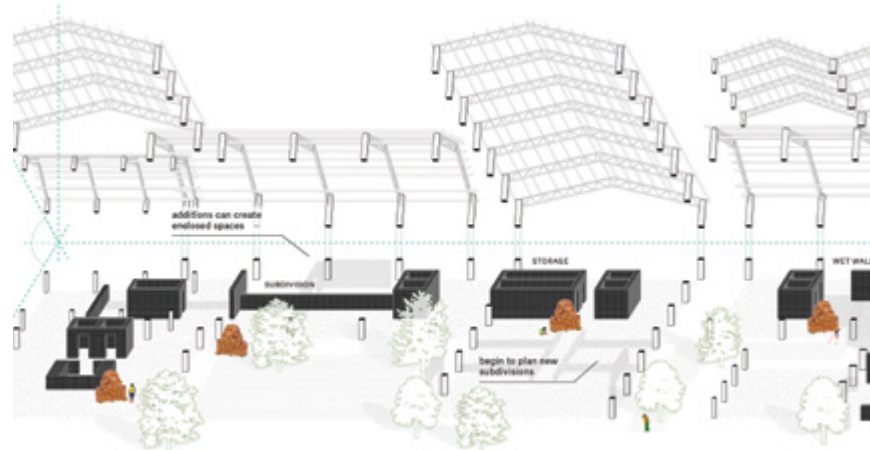 additions can create
enclosed spaces
SUBDIVISION
STORAGE
WET WALL
begin to plan new
subdivisions